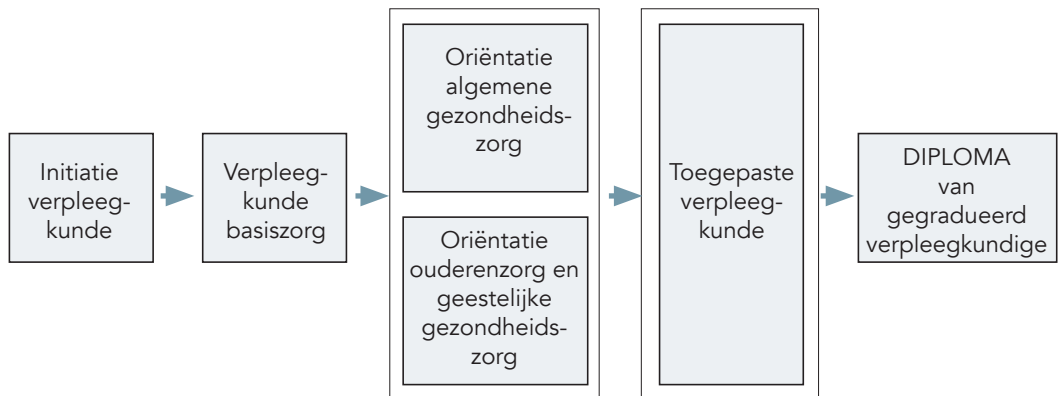 Initiatie
verpleeg-
kunde
Verpleeg-
kunde
basiszorg
Oriëntatie
algemene
gezondheids-
zorg
Oriëntatie
ouderenzorg en
geestelijke
gezondheids-
zorg
Toegepaste
verpleeg-
kunde
DIPLOMA
van
gegradueerd
verpleegkundige